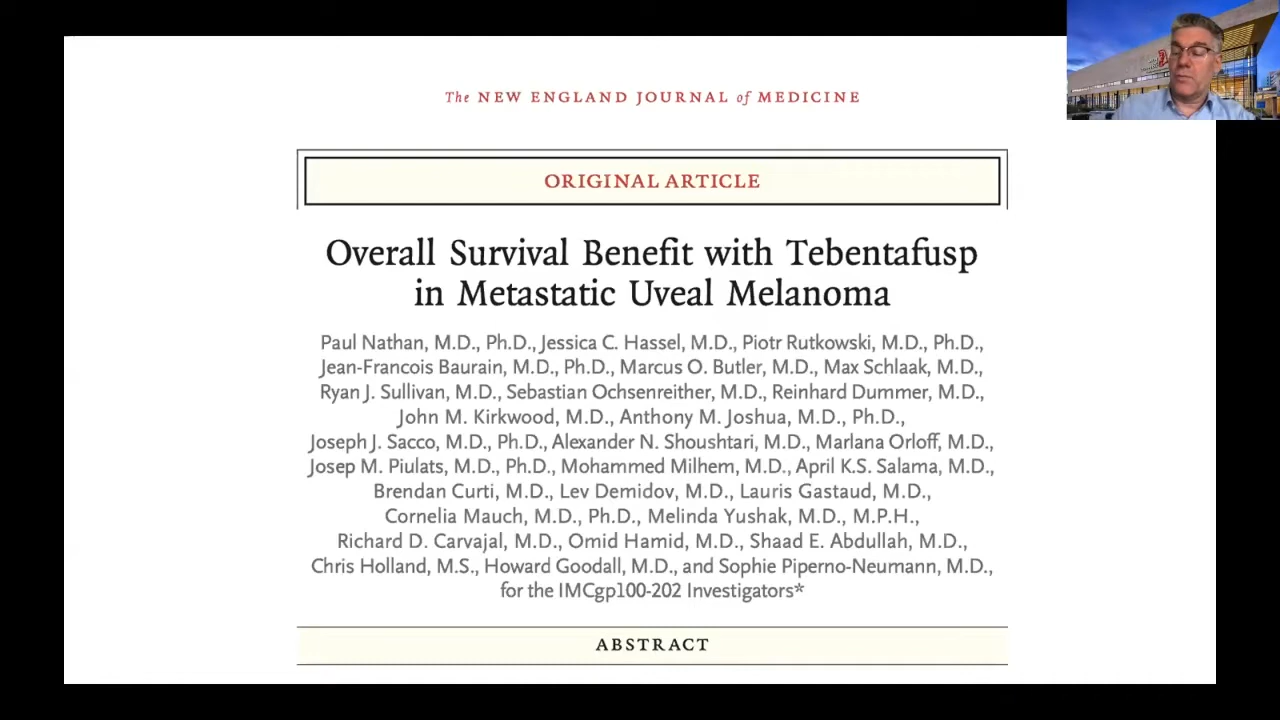 The NEW ENGLAND JOURNAL of MEDICINE
ORIGINAL ARTICLE
Overall Survival Benefit with Tebentafusp
in Metastatic Uveal Melanoma
Paul Nathan, M.D., Ph.D., Jessica C. Hassel, M.D., Piotr Rutkowski, M.D., Ph.D.,
Jean-Francois Baurain, M.D., Ph.D., Marcus O. Butler, M.D., Max Schlaak, M.D.,
Ryan J. Sullivan, M.D., Sebastian Ochsenreither, M.D., Reinhard Dummer, M.D.,
John M. Kirkwood, M.D., Anthony M. Joshua, M.D., Ph.D.,
Joseph J. Sacco, M.D., Ph.D., Alexander N. Shoushtari, M.D., Marlana Orloff, M.D.,
Josep M. Piulats, M.D., Ph.D., Mohammed Milhem, M.D., April K.S. Salama, M.D.,
Brendan Curti, M.D., Lev Demidov, M.D., Lauris Gastaud, M.D.,
Cornelia Mauch, M.D., Ph.D., Melinda Yushak, M.D., M.P.H.,
Richard D. Carvajal, M.D., Omid Hamid, M.D., Shaad E. Abdullah, M.D.,
Chris Holland, M.S., Howard Goodall, M.D., and Sophie Piperno-Neumann, M.D.,
for the IMCgp100-202 Investigators*
ABSTRACT